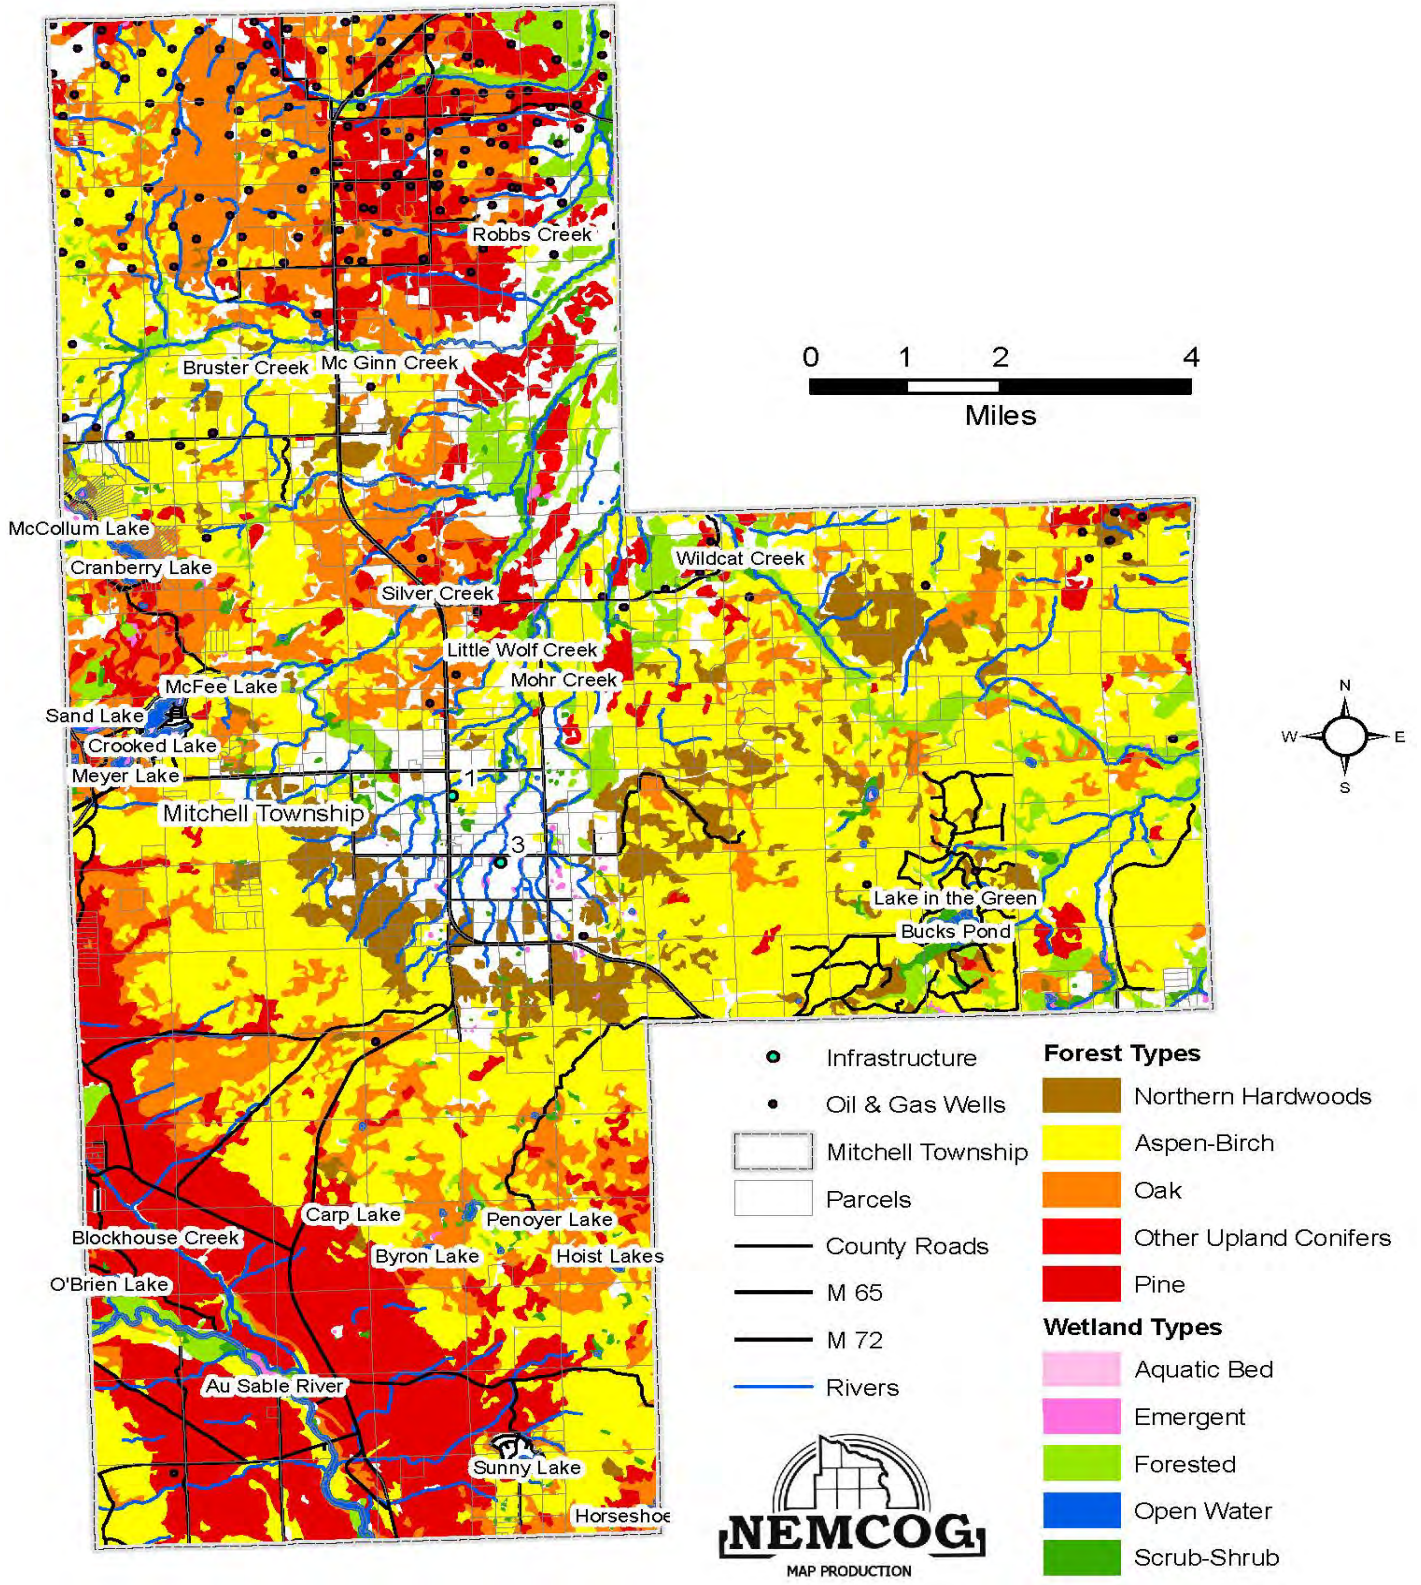 Robbs Creek
Bruster Creek
Mc Ginn Creek
0 1 2 4
Miles
McCollum Lake
Cranberry Lake
Wildcat Creek
Silver Creek
Little Wolf Creek
Mohr Creek
McFee Lake
Sand Lake
Crooked Lake
Meyer Lake
1
Mitchell Township
3
Lake in the Green
Bucks Pond
N
W E
S
Carp Lake
Penoyer Lake
Blockhouse Creek
Byron Lake
Hoist Lakes
O'Brien Lake
Au Sable River
Sunny Lake
Horseshoe
Infrastructure
Oil & Gas Wells
Mitchell Township
Parcels
County Roads
M 65
M 72
Rivers
Forest Types
Northern Hardwoods
Aspen-Birch
Oak
Other Upland Conifers
Pine
Wetland Types
Aquatic Bed
Emergent
Forested
Open Water
Scrub-Shrub
NEMCOG
MAP PRODUCTION